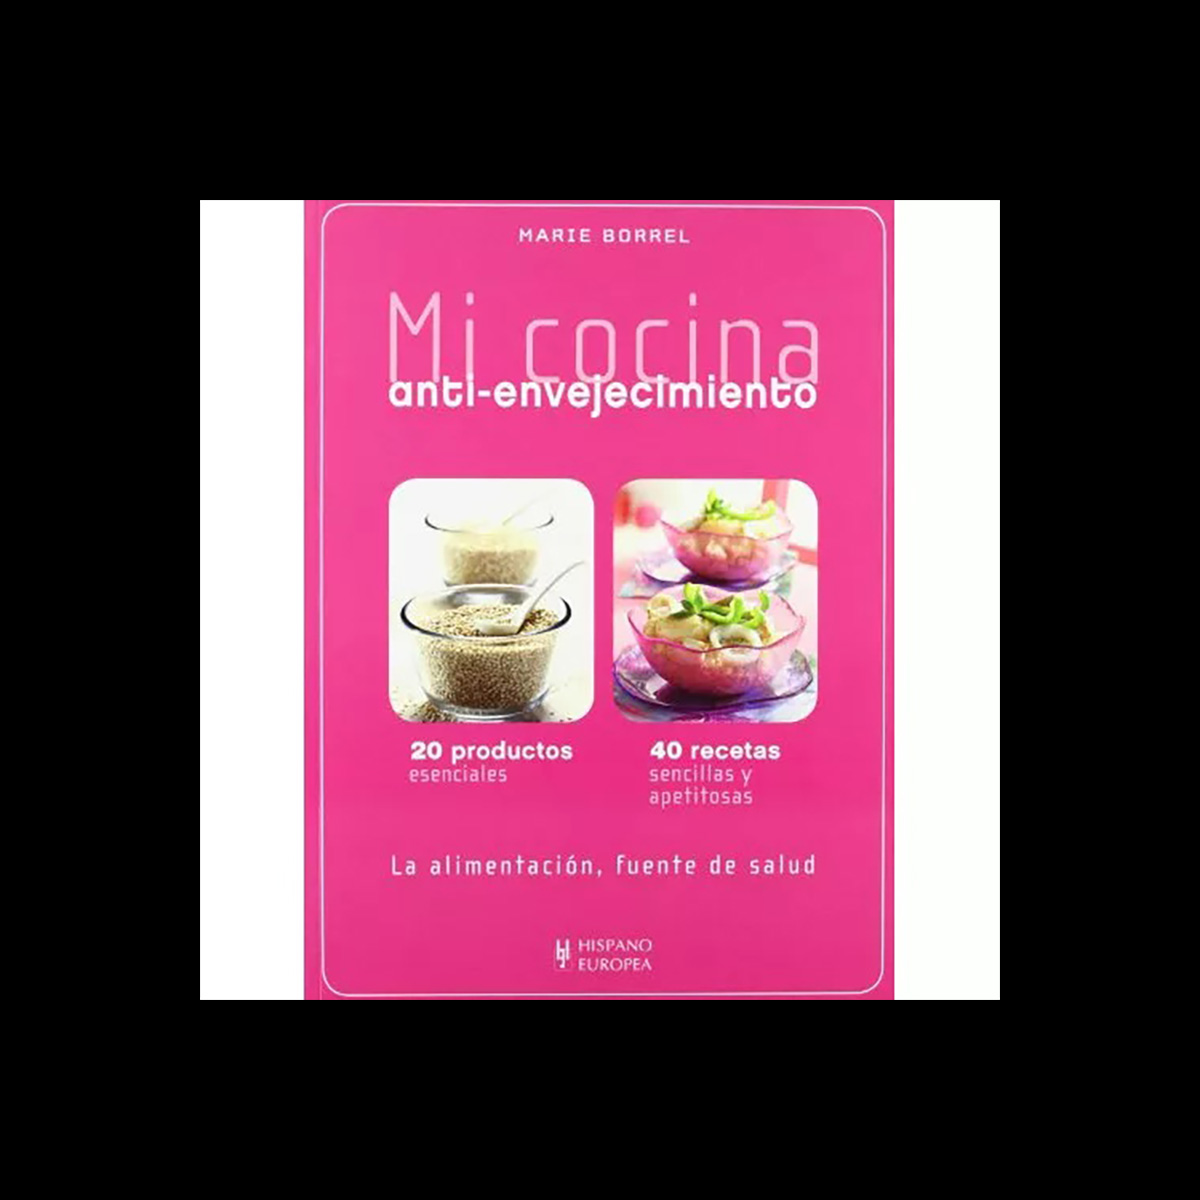 MARIE BORREL
Mi cocina
anti-envejecimiento
20 productos
esenciales
40 recetas
sencillas y
apetitosas
La alimentación, fuente de salud
HISPANO
EUROPEA